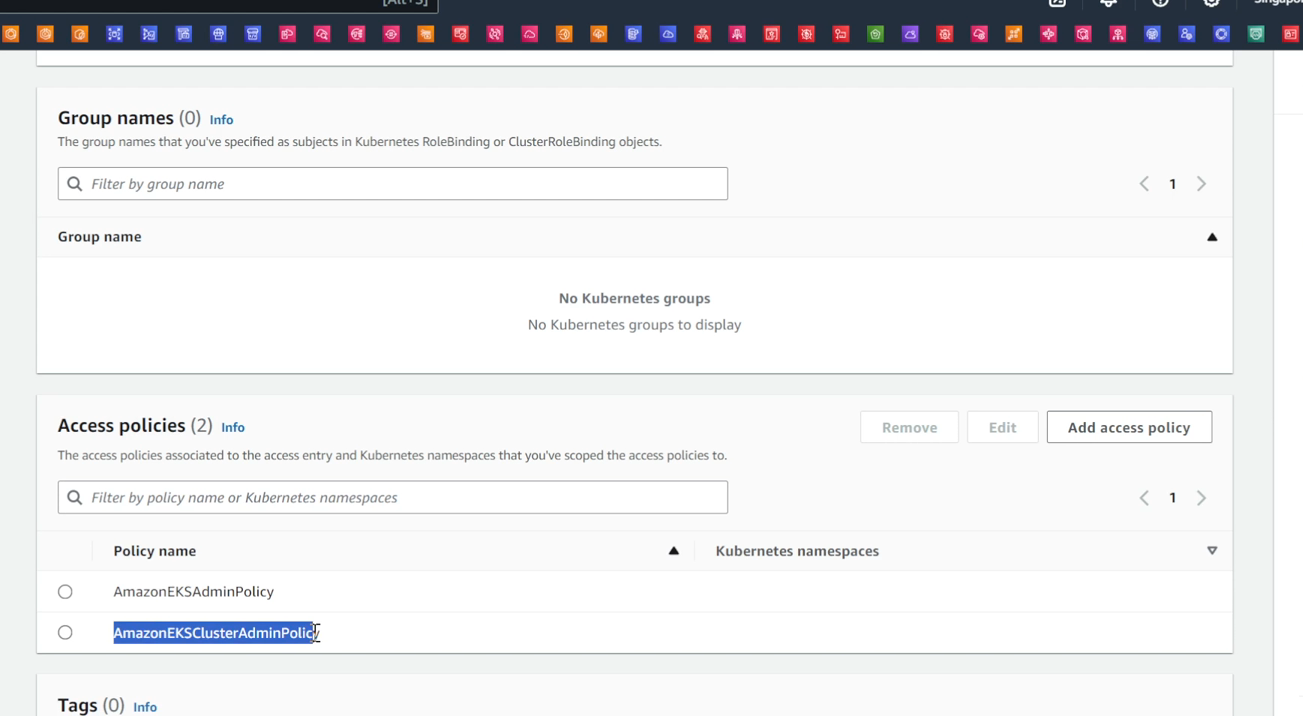 [Alt+S]
Group names (0) Info
The group names that you've specified as subjects in Kubernetes RoleBinding or ClusterRoleBinding objects.
Filter by group name
1
Group name
No Kubernetes groups
No Kubernetes groups to display
Access policies (2) Info
Remove Edit Add access policy
The access policies associated to the access entry and Kubernetes namespaces that you've scoped the access policies to.
Filter by policy name or Kubernetes namespaces
1
Policy name Kubernetes namespaces
AmazonEKSAdminPolicy
AmazonEKSClusterAdminPolicy
Tags (0) Info